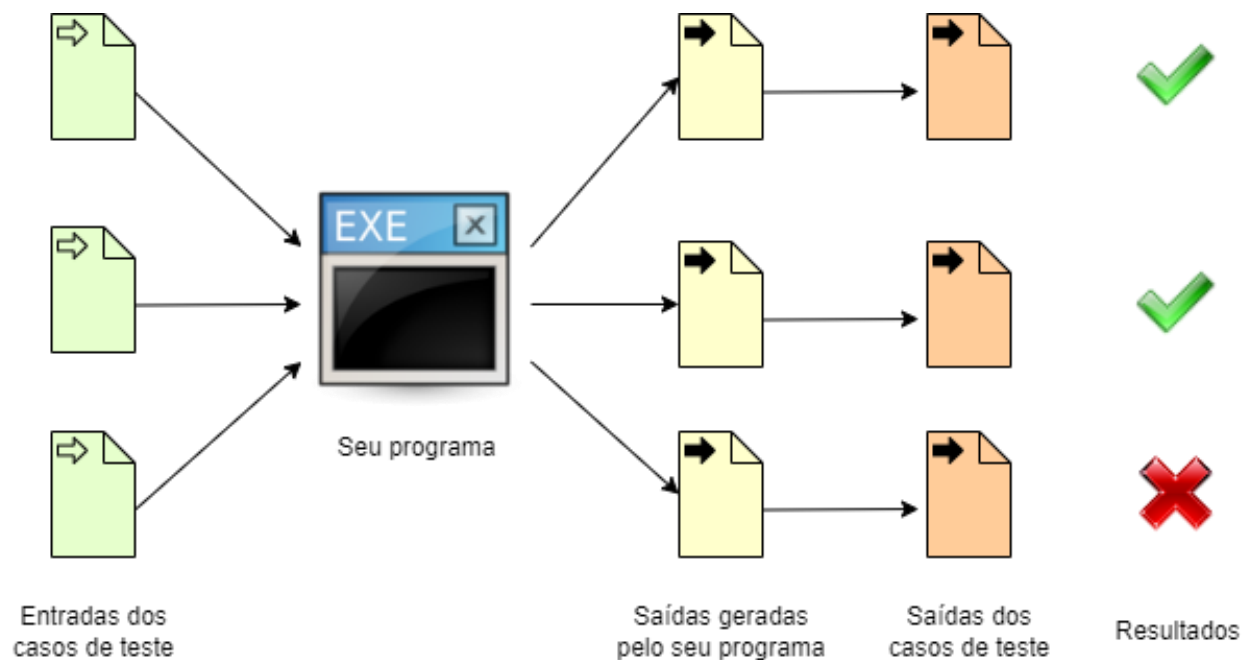 EXE
Seu programa
Entradas dos
casos de teste
Saídas geradas
pelo seu programa
Saídas dos
casos de teste
Resultados